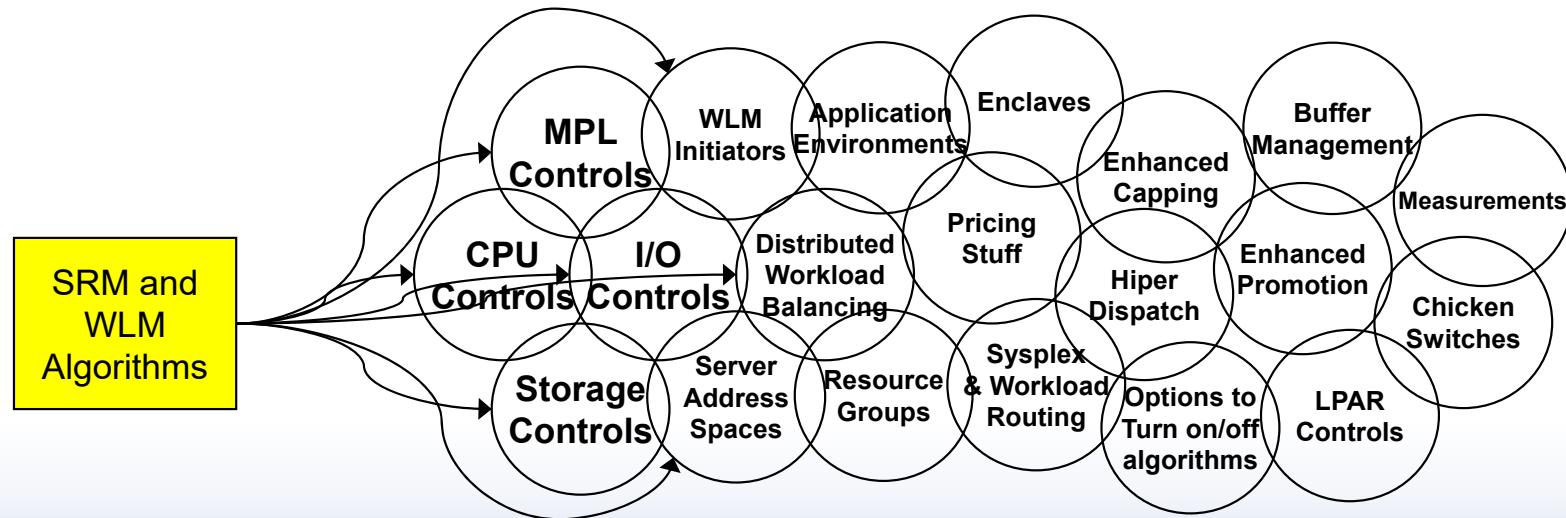 SRM and
WLM
Algorithms
MPL
Controls
CPU
Controls
I/O
Controls
Storage
Controls
WLM
Initiators
Application
Environments
Enclaves
Distributed
Workload
Balancing
Pricing
Stuff
Server
Address
Spaces
Resource
Groups
Sysplex
& Workload
Routing
Enhanced
Capping
Hiper
Dispatch
Options to
Turn on/off
algorithms
Buffer
Management
Enhanced
Promotion
LPAR
Controls
Measurements
Chicken
Switches